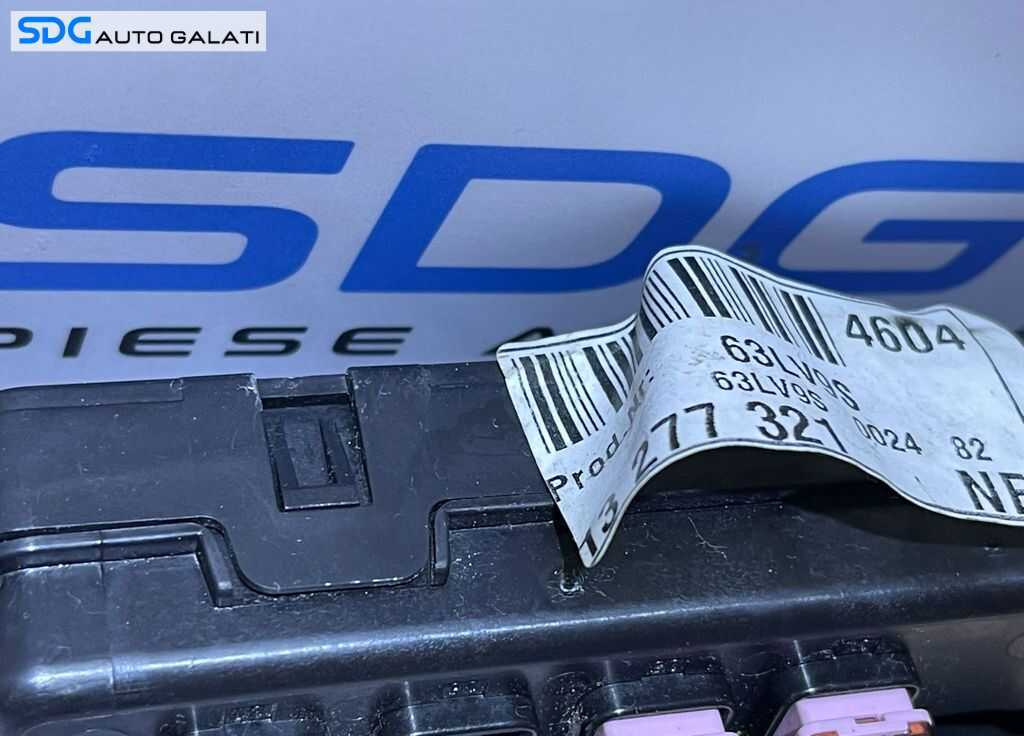 SDG AUTO GALATI
SDG
PIESE A
4604
63LV9S
63LV9S 0024 82
Prod.Nr:
13 277 321
NE